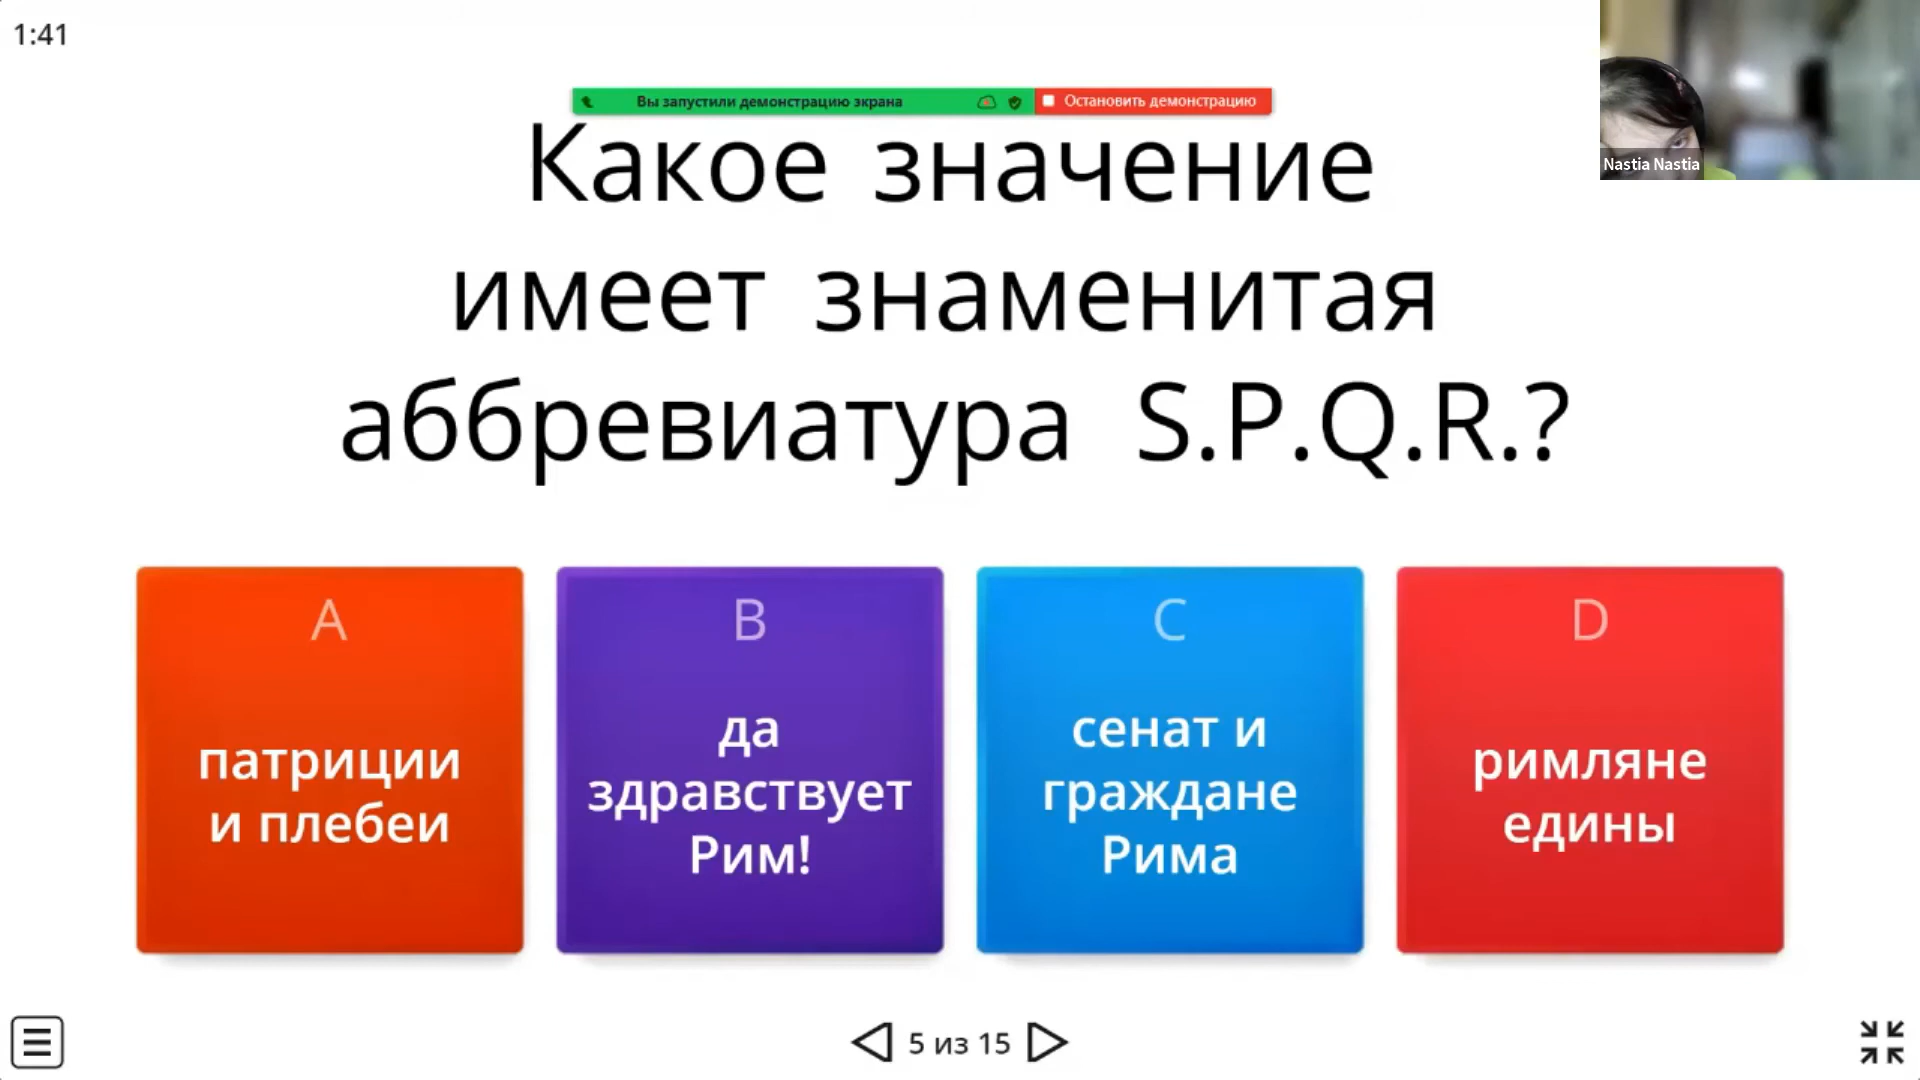 1:41
Вы запустили демонстрацию экрана
Остановить демонстрацию
Nastia Nastia
Какое значение
имеет знаменитая
аббревиатура S.P.Q.R.?
A
патриции
и плебеи
B
да
здравствует
Рим!
C
сенат и
граждане
Рима
D
римляне
едины
5 из 15